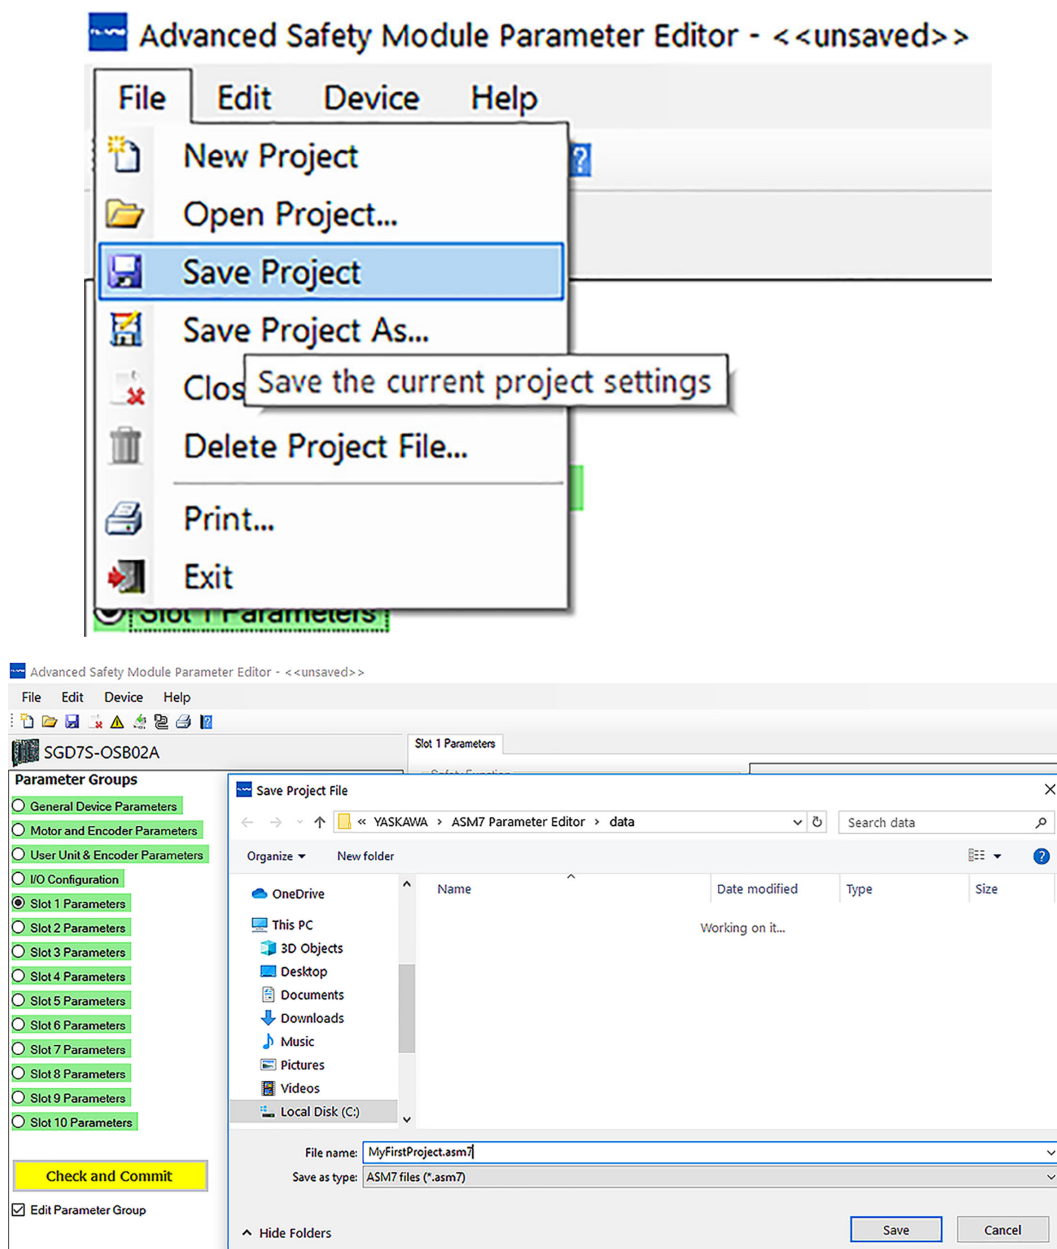 Advanced Safety Module Parameter Editor - <<unsaved>>
File Edit Device Help
New Project
Open Project...
Save Project
Save Project As...
Clos
Save the current project settings
Delete Project File...
Print...
Exit
Slot 1 Parameters
Advanced Safety Module Parameter Editor - <<unsaved>>
File Edit Device Help
SGD7S-OSB02A
Slot 1 Parameters
Parameter Groups
General Device Parameters
Motor and Encoder Parameters
User Unit & Encoder Parameters
I/O Configuration
Slot 1 Parameters
Slot 2 Parameters
Slot 3 Parameters
Slot 4 Parameters
Slot 5 Parameters
Slot 6 Parameters
Slot 7 Parameters
Slot 8 Parameters
Slot 9 Parameters
Slot 10 Parameters
Check and Commit
Edit Parameter Group
Safety Function
Save Project File
« YASKAWA › ASM7 Parameter Editor › data
Search data
Organize New folder
Name Date modified Type Size
Working on it...
OneDrive
This PC
3D Objects
Desktop
Documents
Downloads
Music
Pictures
Videos
Local Disk (C:)
File name: MyFirstProject.asm7
Save as type: ASM7 files (*.asm7)
Hide Folders
Save Cancel